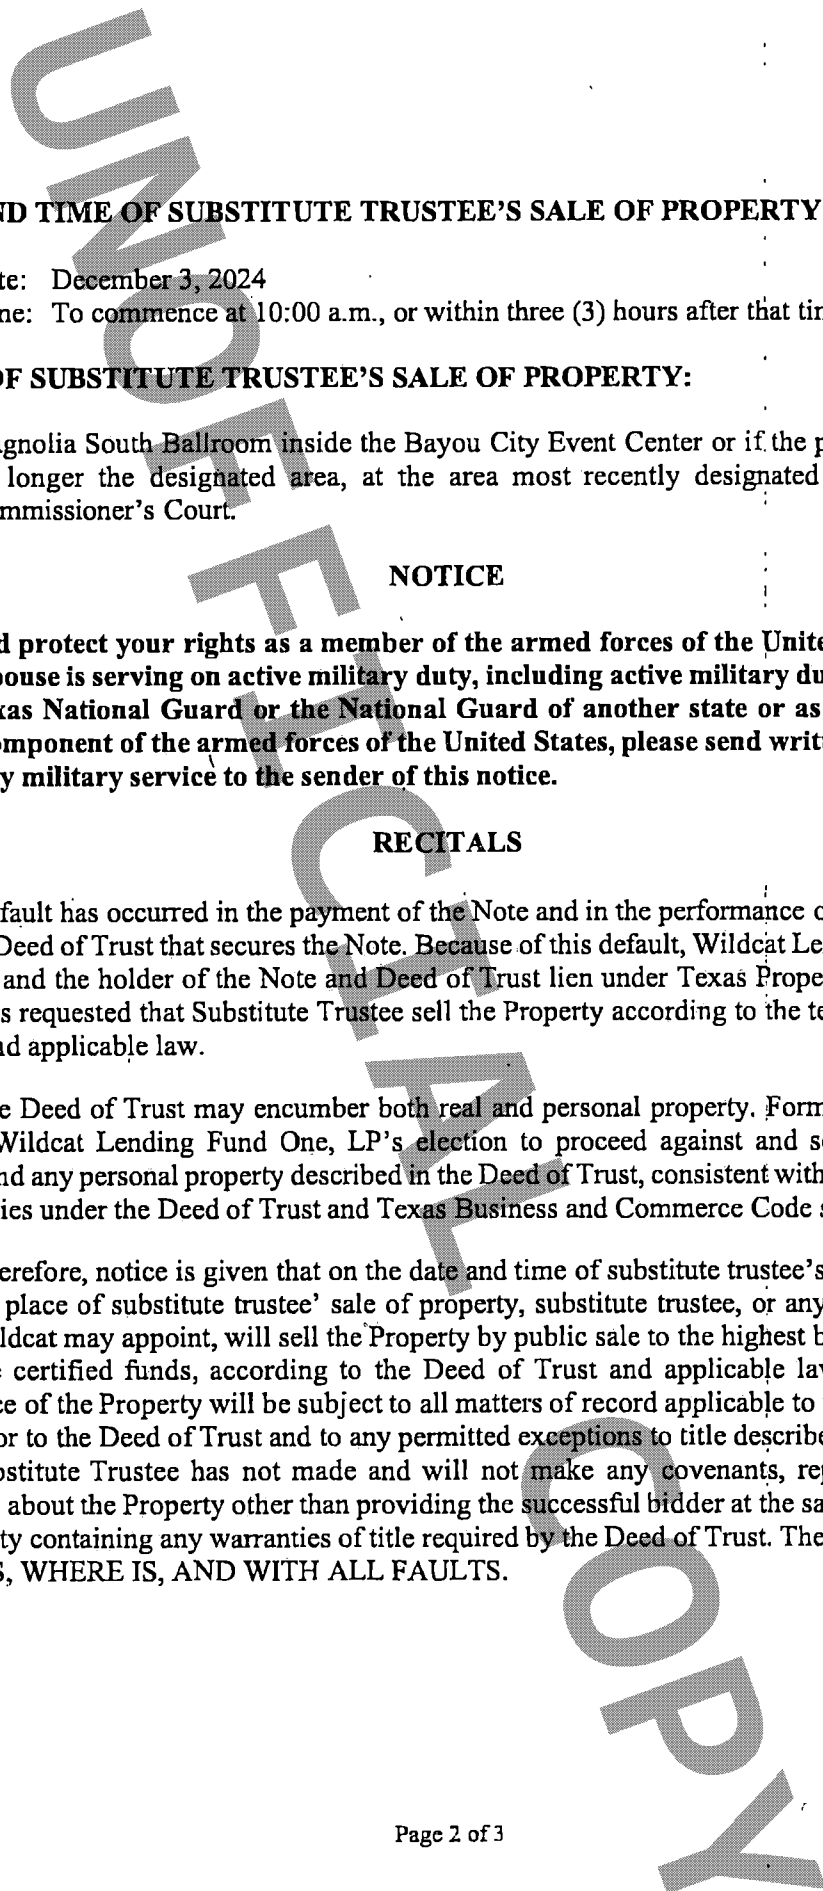 ND TIME OF SUBSTITUTE TRUSTEE'S SALE OF PROPERTY
te: December 3, 2024
ne: To commence at 10:00 a.m., or within three (3) hours after that tin
OF SUBSTITUTE TRUSTEE'S SALE OF PROPERTY:
agnolia South Ballroom inside the Bayou City Event Center or if the p
longer the designated area, at the area most recently designated
mmissioner's Court.
NOTICE
d protect your rights as a member of the armed forces of the Unite
pouse is serving on active military duty, including active military du
xas National Guard or the National Guard of another state or as
omponent of the armed forces of the United States, please send writ
y military service to the sender of this notice.
RECITALS
fault has occurred in the payment of the Note and in the performance o
Deed of Trust that secures the Note. Because of this default, Wildcat Le
and the holder of the Note and Deed of Trust lien under Texas Prope
s requested that Substitute Trustee sell the Property according to the te
nd applicable law.
e Deed of Trust may encumber both real and personal property. Form
Wildcat Lending Fund One, LP's election to proceed against and s
nd any personal property described in the Deed of Trust, consistent with
ies under the Deed of Trust and Texas Business and Commerce Code s
erefore, notice is given that on the date and time of substitute trustee's
place of substitute trustee' sale of property, substitute trustee, or any
ildcat may appoint, will sell the Property by public sale to the highest b
e certified funds, according to the Deed of Trust and applicable lav
ce of the Property will be subject to all matters of record applicable to
or to the Deed of Trust and to any permitted exceptions to title describe
bstitute Trustee has not made and will not make any covenants, rep
about the Property other than providing the successful bidder at the sa
ty containing any warranties of title required by the Deed of Trust. The
S, WHERE IS, AND WITH ALL FAULTS.
Page 2 of 3
UNOFFICIAL COPY